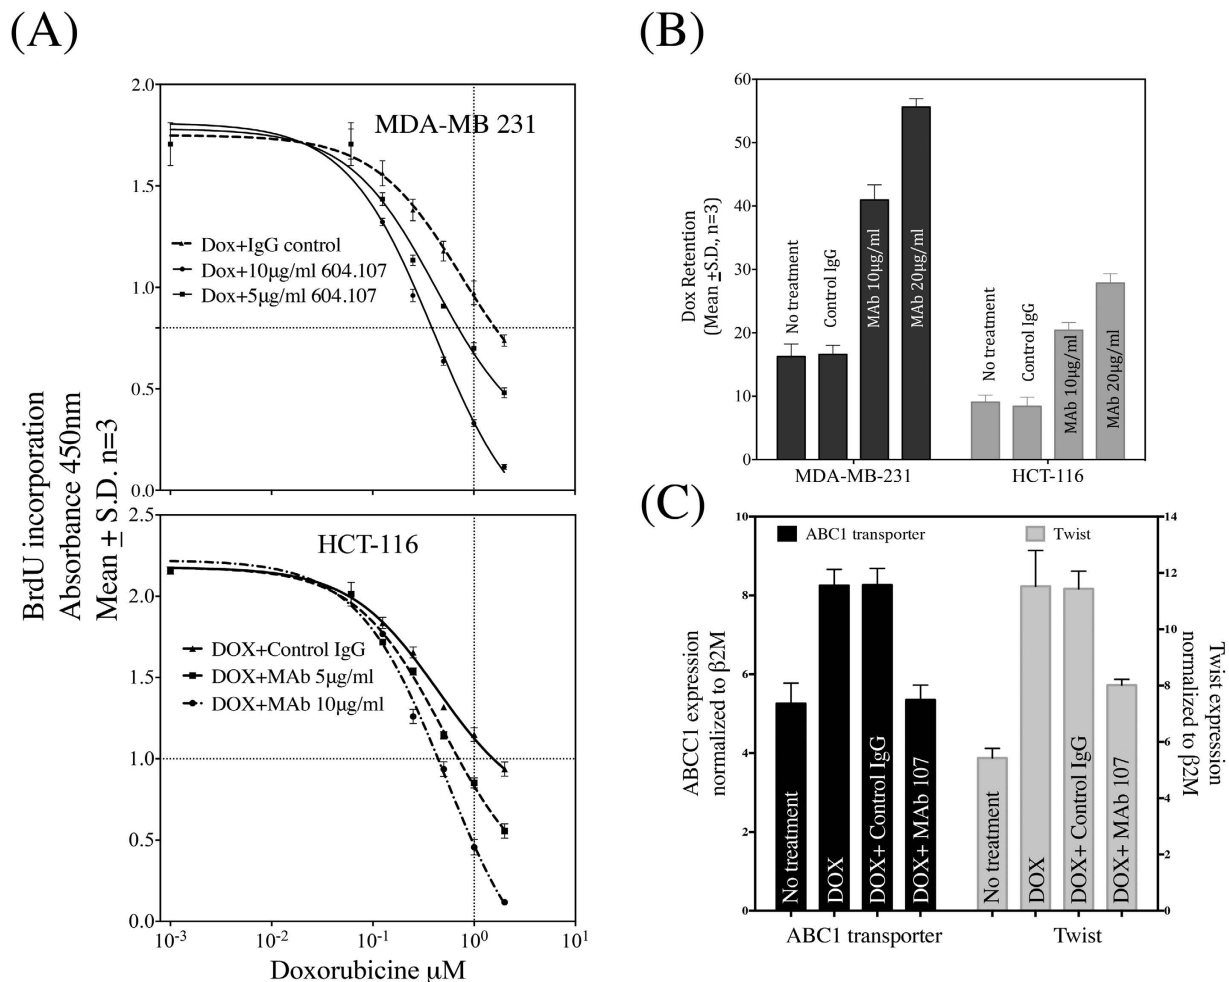 (A)
2.0
1.5
1.0
0.5
0.0
MDA-MB 231
Dox+IgG control
Dox+10µg/ml 604.107
Dox+5µg/ml 604.107
BrdU incorporation
Absorbance 450nm
Mean ± S.D. n=3
2.5
2.0
1.5
1.0
0.5
0.0
HCT-116
DOX+Control IgG
DOX+MAb 5µg/ml
DOX+MAb 10µg/ml
10-3
10-2
10-1
100
101
Doxorubicine µM
(B)
60
50
40
30
20
10
0
Dox Retention
(Mean ±S.D., n=3)
No treatment
Control IgG
MAb 10µg/ml
MAb 20µg/ml
No treatment
Control IgG
MAb 10µg/ml
MAb 20µg/ml
MDA-MB-231
HCT-116
(C)
10
8
6
4
2
0
ABCC1 expression
normalized to β2M
ABC1 transporter
Twist
No treatment
DOX
DOX+ Control IgG
DOX+ MAb 107
No treatment
DOX
DOX+ Control IgG
DOX+ MAb 107
ABC1 transporter
Twist
14
12
10
8
6
4
2
0
Twist expression
normalized to β2M